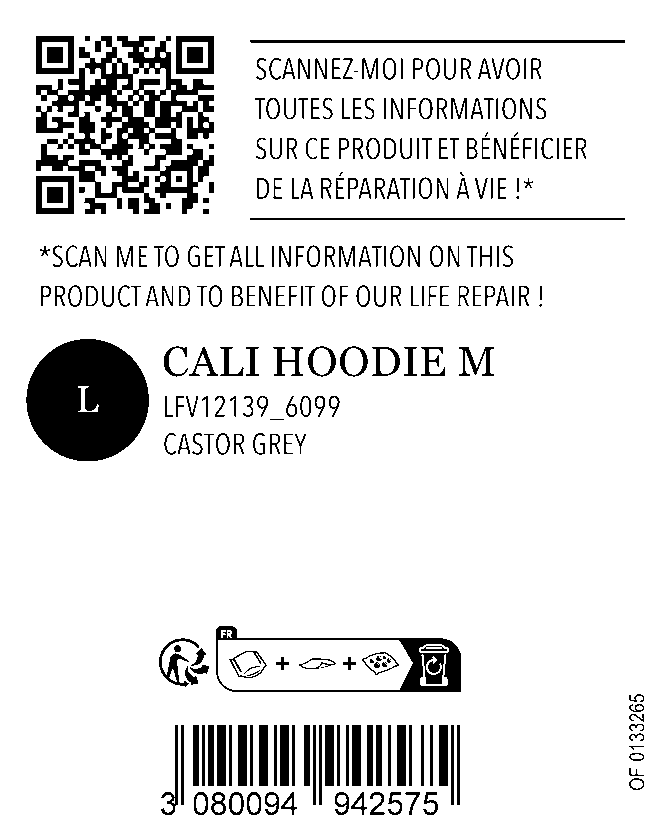 SCANNEZ-MOI POUR AVOIR
TOUTES LES INFORMATIONS
SUR CE PRODUIT ET BÉNÉFICIER
DE LA RÉPARATION À VIE !*
*SCAN ME TO GET ALL INFORMATION ON THIS
PRODUCT AND TO BENEFIT OF OUR LIFE REPAIR !
L
CALI HOODIE M
LFV12139_6099
CASTOR GREY
FR
+ +
3 080094 942575
OF 0133265